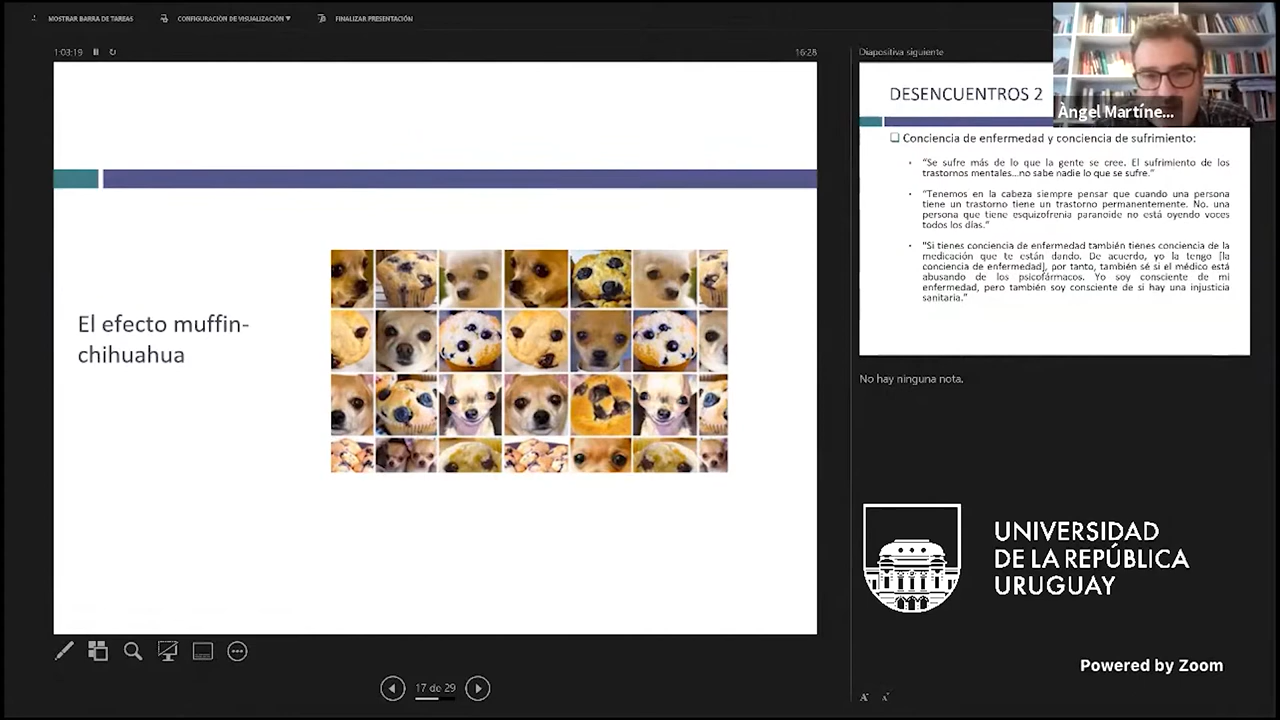 MOSTRAR BARRA DE TAREAS
CONFIGURACIÓN DE VISUALIZACIÓN ▼
FINALIZAR PRESENTACIÓN
1:03:19
16:28
El efecto muffin-
chihuahua
Diapositiva siguiente
DESENCUENTROS 2
Àngel Martíne...
Conciencia de enfermedad y conciencia de sufrimiento:
"Se sufre más de lo que la gente se cree. El sufrimiento de los
trastornos mentales...no sabe nadie lo que se sufre."
"Tenemos en la cabeza siempre pensar que cuando una persona
tiene un trastorno tiene un trastorno permanentemente. No. una
persona que tiene esquizofrenia paranoide no está oyendo voces
todos los días."
"Si tienes conciencia de enfermedad también tienes conciencia de la
medicación que te están dando. De acuerdo, yo la tengo [la
conciencia de enfermedad], por tanto, también sé si el médico está
abusando de los psicofármacos. Yo soy consciente de mi
enfermedad, pero también soy consciente de si hay una injusticia
sanitaria."
No hay ninguna nota.
UNIVERSIDAD
DE LA REPÚBLICA
URUGUAY
Powered by Zoom
17 de 29
A A